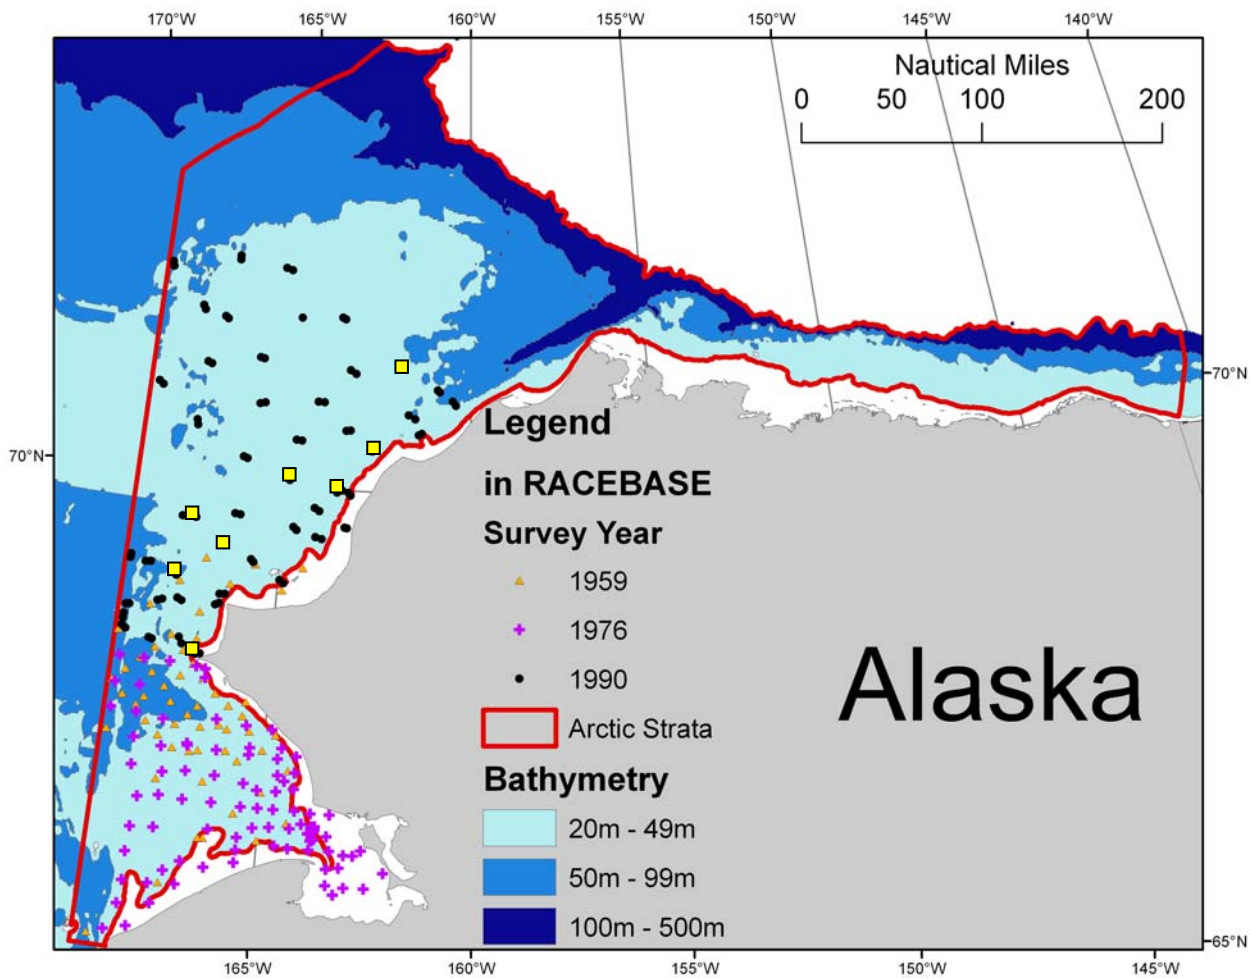 170°W 165°W 160°W 155°W 150°W 145°W 140°W
Nautical Miles
0 50 100 200
70°N
70°N
Legend
in RACEBASE
Survey Year
1959
1976
1990
Arctic Strata
Alaska
Bathymetry
20m - 49m
50m - 99m
100m - 500m
65°N
165°W 160°W 155°W 150°W 145°W